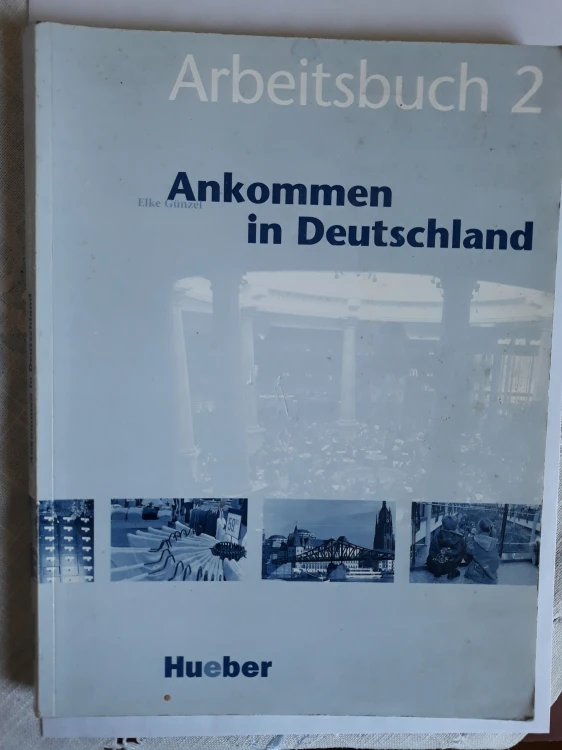 Arbeitsbuch 2
Ankommen
Elke Günzel
in Deutschland
Hueber